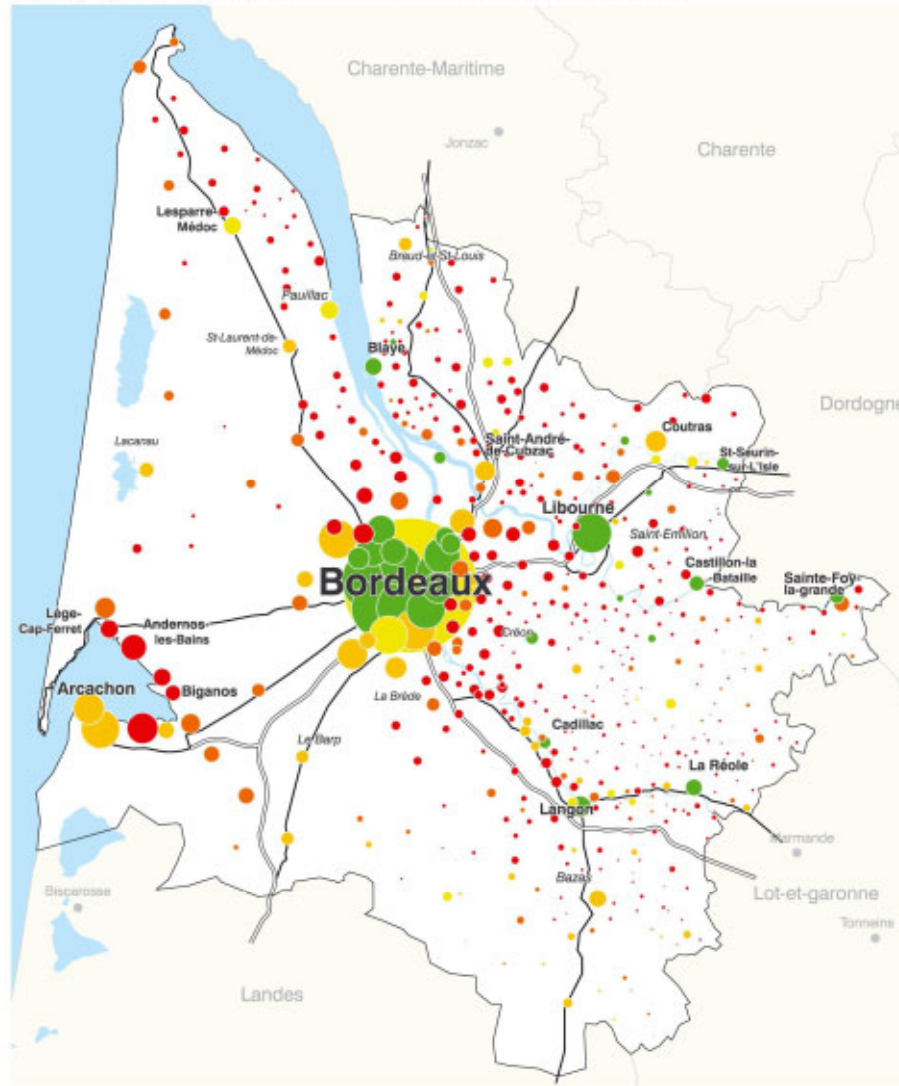 Charente-Maritime
Jonzac
Charente
Lesparre-
Médoc
Braud-et-St-Louis
Pauillac
St-Laurent-de-
Médoc
Blaye
Dordogne
Lacanau
Saint-André-
de-Cubzac
Coutras
St-Seurin-
sur-L'Isle
Libourne
Saint-Emilion
Castillon-la
Bataille
Sainte-Foy-
la-grande
Bordeaux
Lège-
Cap-Ferret
Andernos-
les-Bains
Créon
Arcachon
Biganos
La Brède
Cadillac
Le Barp
La Réole
Langon
Marmande
Bazas
Biscarosse
Lot-et-garonne
Tonneins
Landes